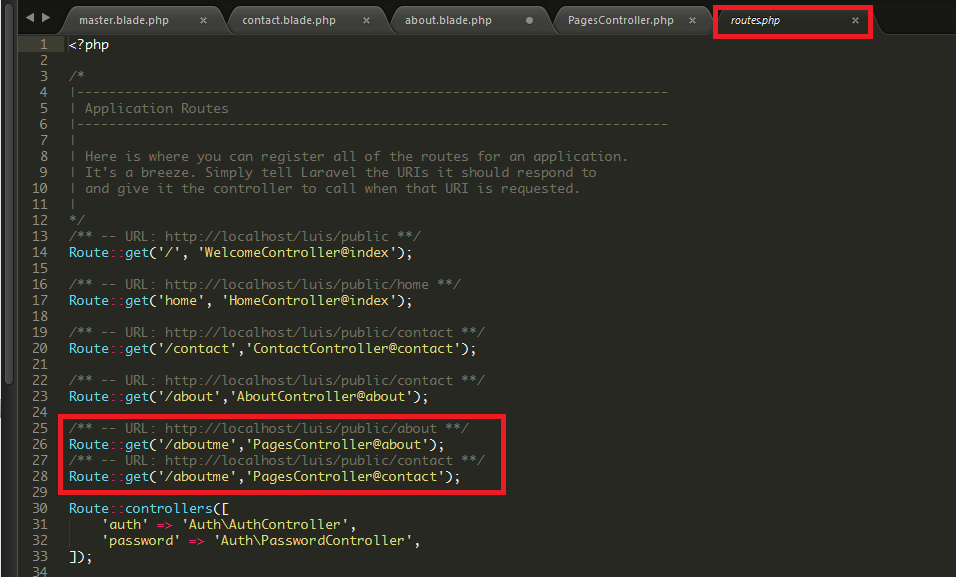 master.blade.php × contact.blade.php × about.blade.php PagesController.php × routes.php ×
1 <?php
2
3 /*
4 |--------------------------------------------------------------------------
5 | Application Routes
6 |--------------------------------------------------------------------------
7 |
8 | Here is where you can register all of the routes for an application.
9 | It's a breeze. Simply tell Laravel the URIs it should respond to
10 | and give it the controller to call when that URI is requested.
11 |
12 */
13 /** -- URL: http://localhost/luis/public **/
14 Route::get('/', 'WelcomeController@index');
15
16 /** -- URL: http://localhost/luis/public/home **/
17 Route::get('home', 'HomeController@index');
18
19 /** -- URL: http://localhost/luis/public/contact **/
20 Route::get('/contact','ContactController@contact');
21
22 /** -- URL: http://localhost/luis/public/contact **/
23 Route::get('/about','AboutController@about');
24
25 /** -- URL: http://localhost/luis/public/about **/
26 Route::get('/aboutme','PagesController@about');
27 /** -- URL: http://localhost/luis/public/contact **/
28 Route::get('/aboutme','PagesController@contact');
29
30 Route::controllers([
31     'auth' => 'Auth\AuthController',
32     'password' => 'Auth\PasswordController',
33 ]);
34